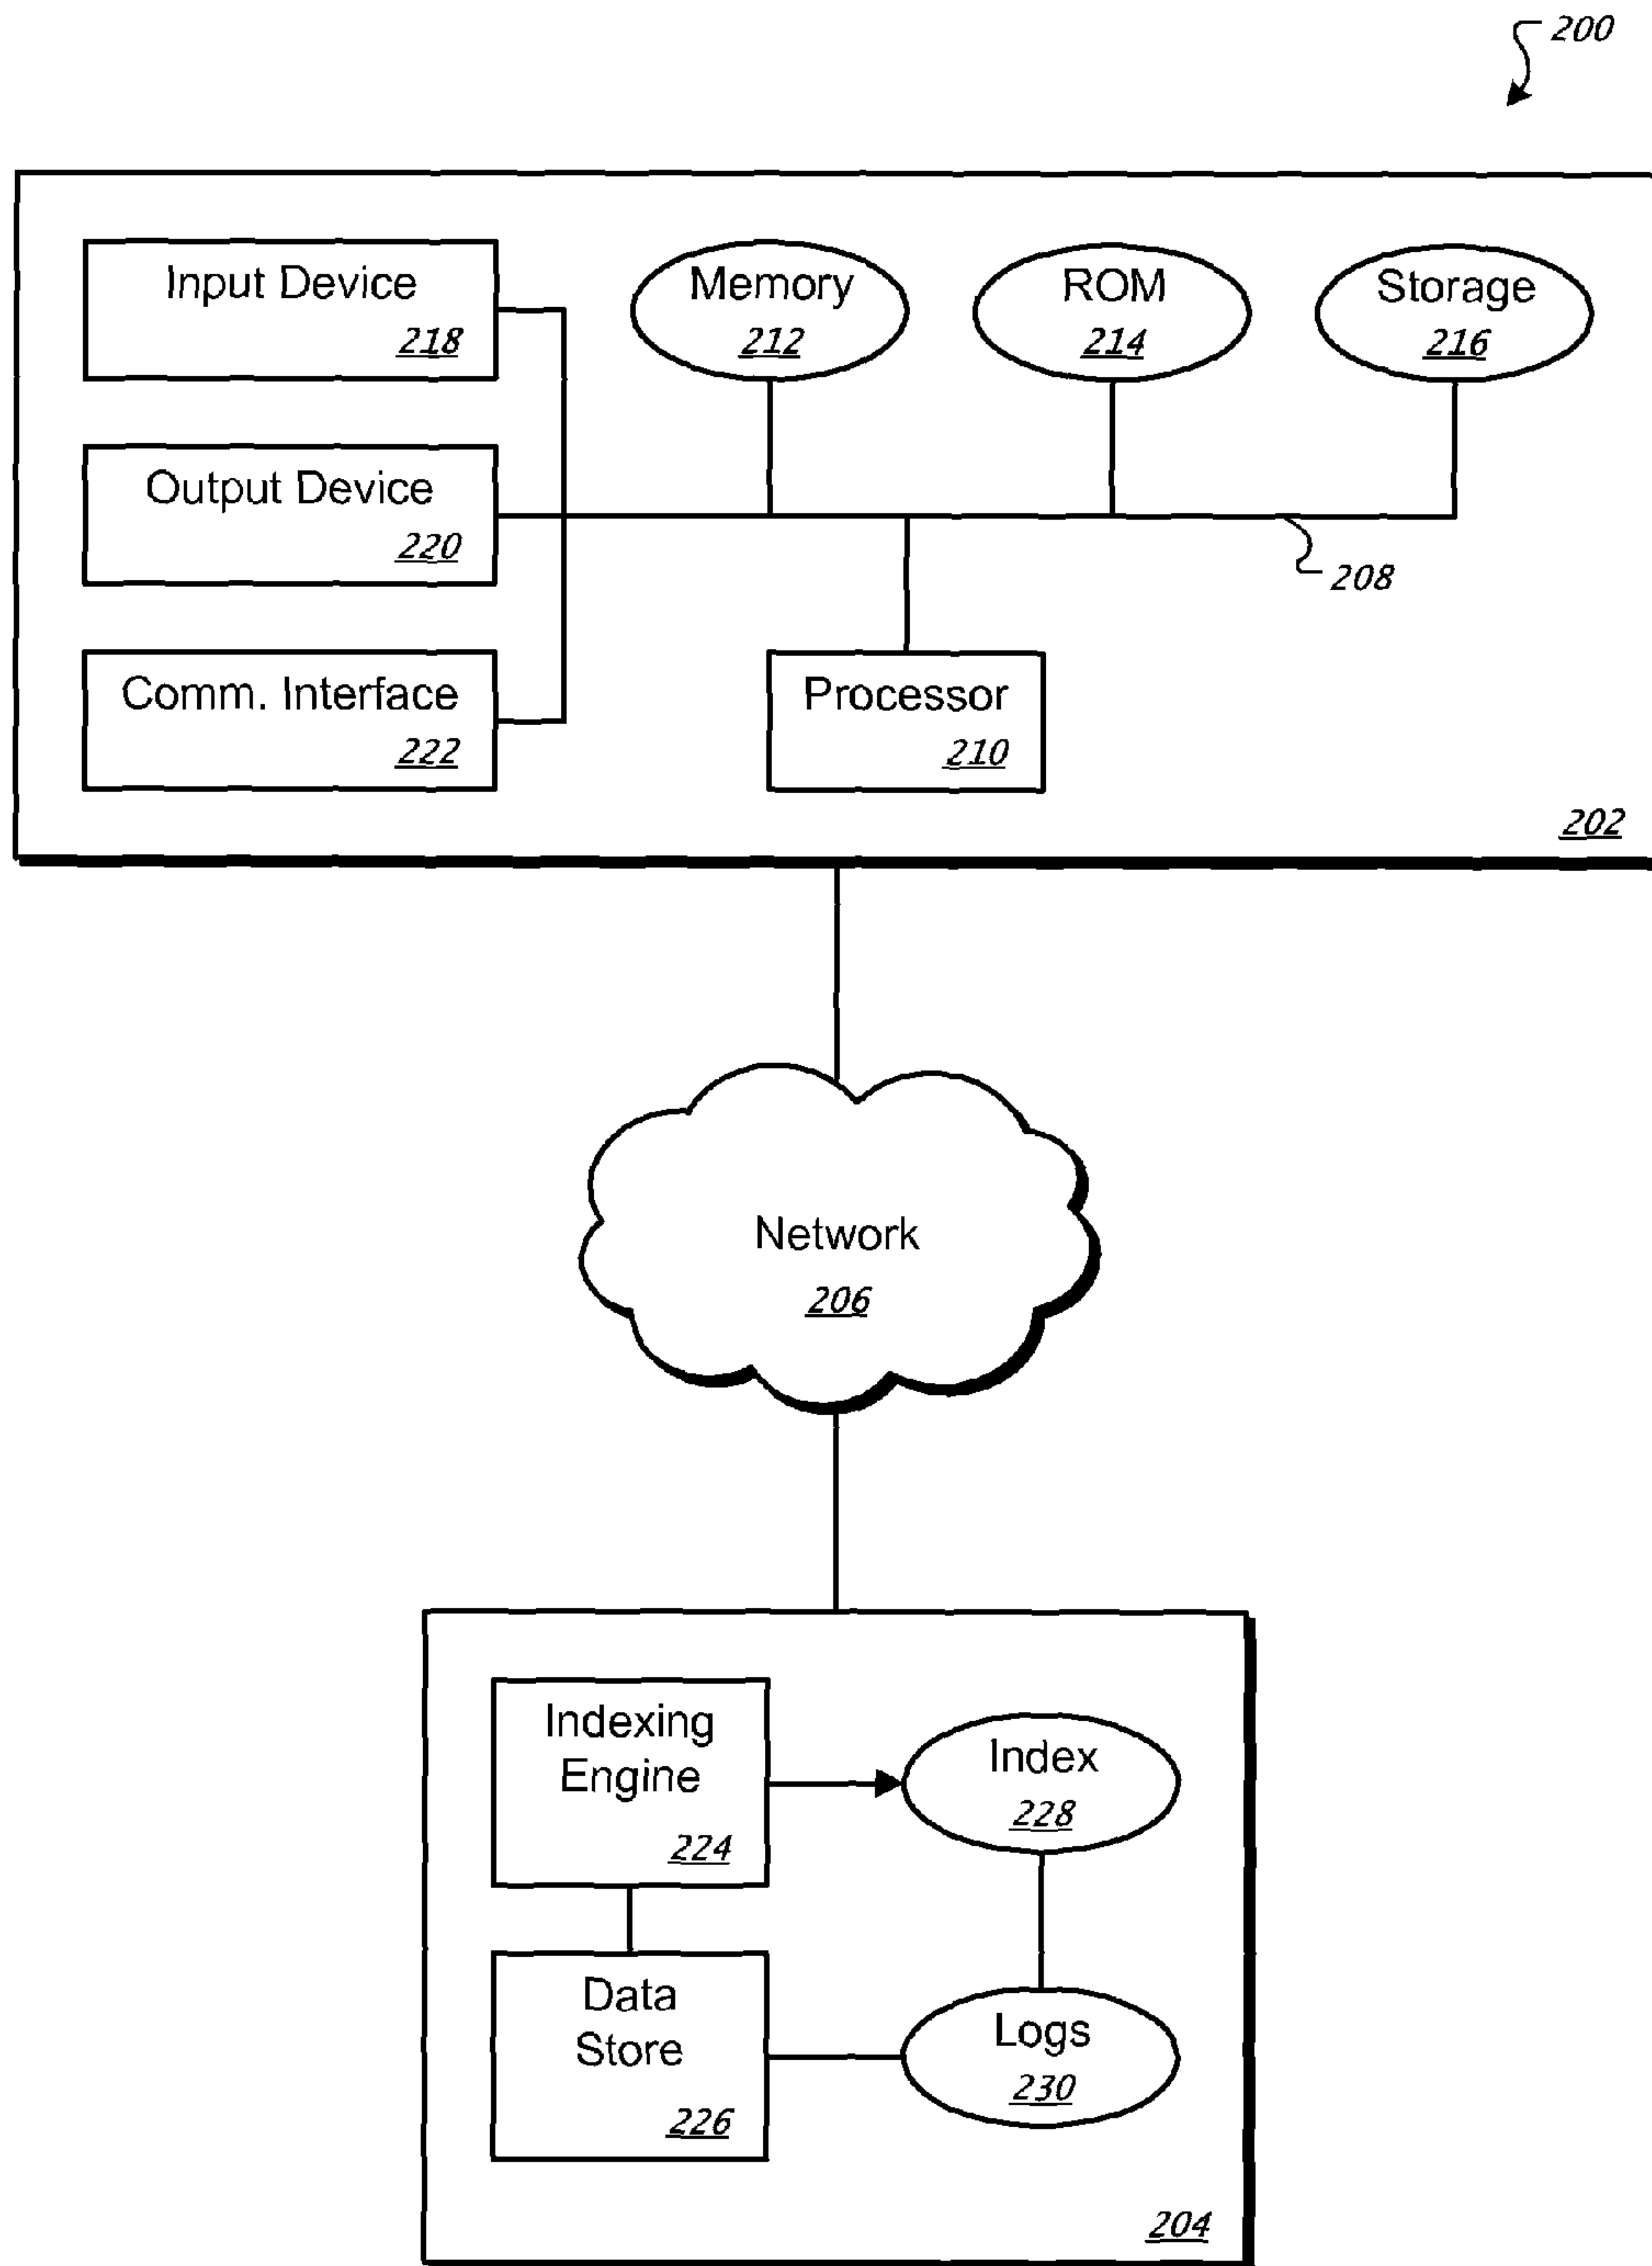 200
Input Device
218
Memory
212
ROM
214
Storage
216
Output Device
220
208
Comm. Interface
222
Processor
210
202
Network
206
Indexing
Engine
224
Index
228
Data
Store
226
Logs
230
204